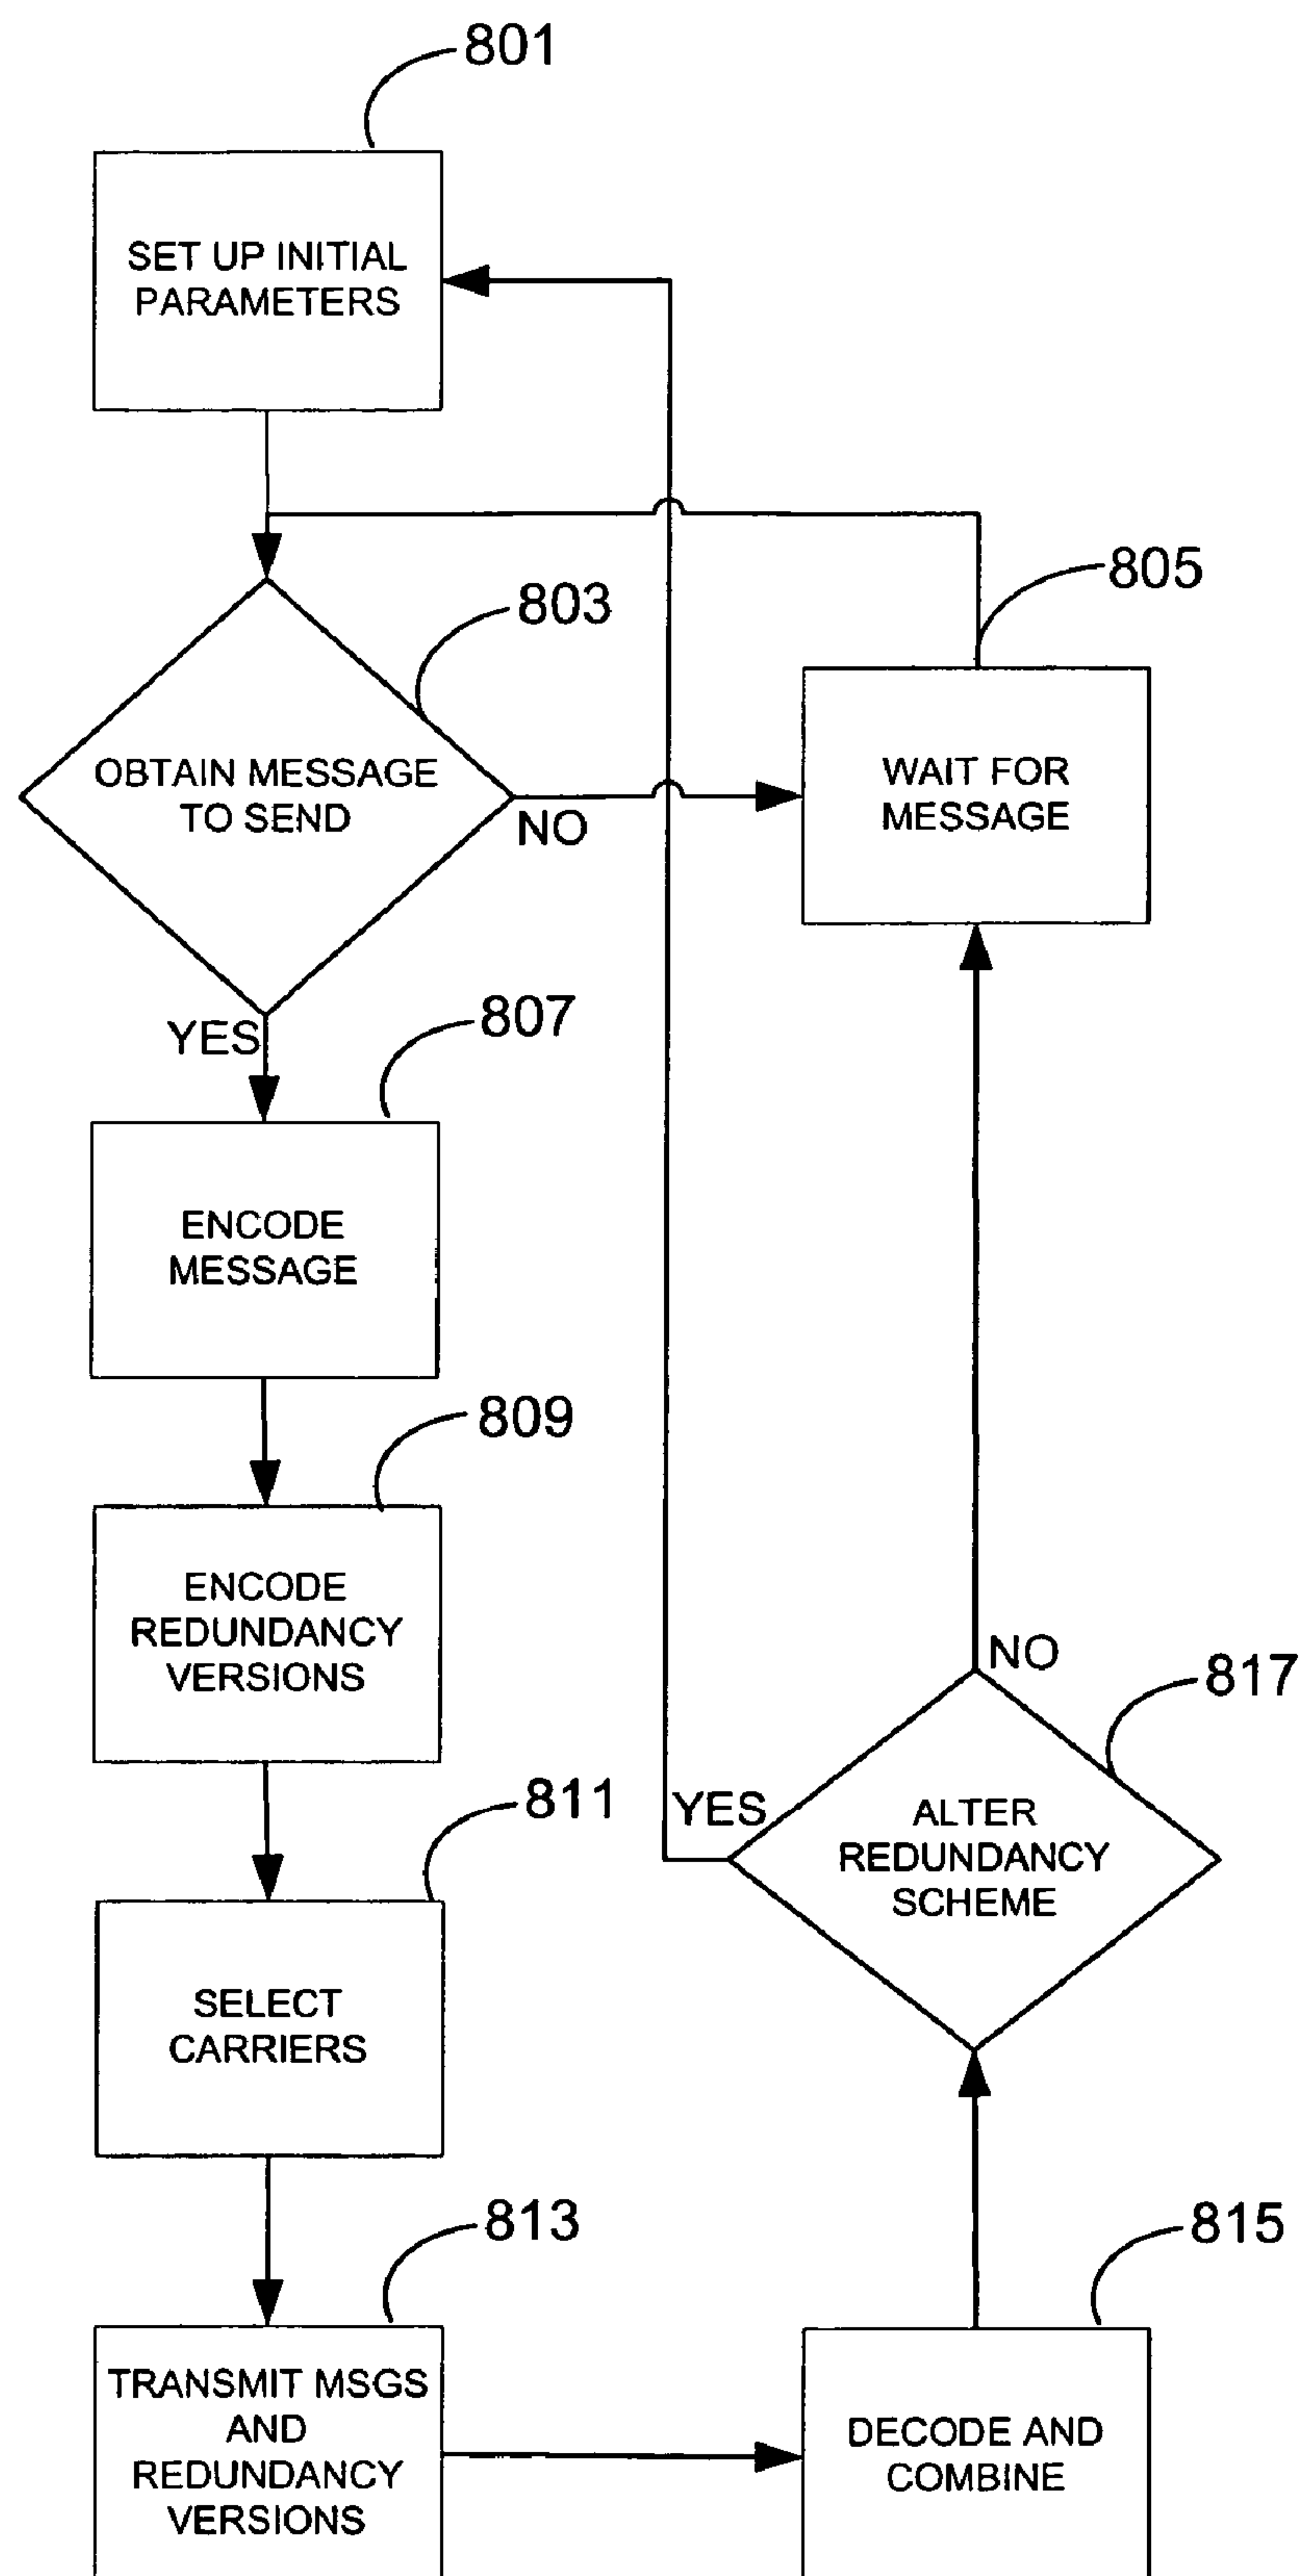 801
SET UP INITIAL
PARAMETERS
803
OBTAIN MESSAGE
TO SEND
NO
YES
805
WAIT FOR
MESSAGE
807
ENCODE
MESSAGE
809
ENCODE
REDUNDANCY
VERSIONS
811
SELECT
CARRIERS
813
TRANSMIT MSGS
AND
REDUNDANCY
VERSIONS
815
DECODE AND
COMBINE
817
ALTER
REDUNDANCY
SCHEME
YES
NO